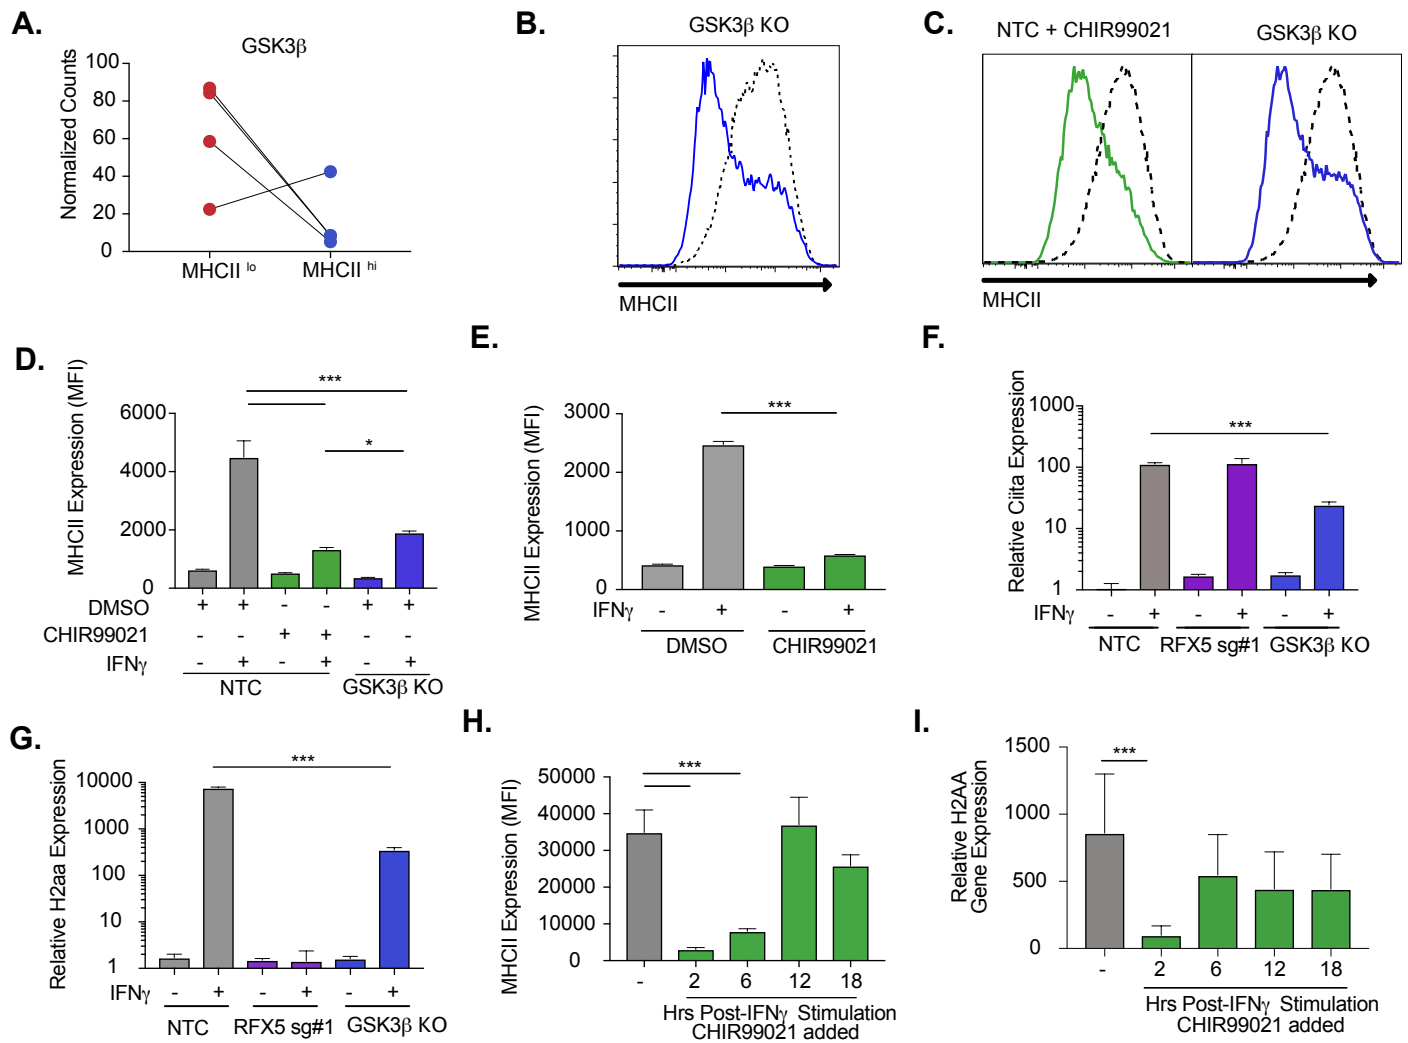 A.
GSK3β
Normalized Counts
100
80
60
40
20
0
MHCII lo
MHCII hi
B.
GSK3β KO
MHCII
C.
NTC + CHIR99021
GSK3β KO
MHCII
D.
MHCII Expression (MFI)
6000
4000
2000
0
***
*
DMSO + + - - + +
CHIR99021 - - + + - -
IFNγ - + - + - +
NTC
GSK3β KO
E.
MHCII Expression (MFI)
3000
2000
1000
0
***
IFNγ - + - +
DMSO
CHIR99021
F.
Relative Ciita Expression
1000
100
10
1
***
IFNγ - + - + - +
NTC
RFX5 sg#1
GSK3β KO
G.
Relative H2aa Expression
10000
1000
100
10
1
***
IFNγ - + - + - +
NTC
RFX5 sg#1
GSK3β KO
H.
MHCII Expression (MFI)
50000
40000
30000
20000
10000
0
***
- 2 6 12 18
Hrs Post-IFNγ Stimulation
CHIR99021 added
I.
Relative H2AA
Gene Expression
1500
1000
500
0
***
- 2 6 12 18
Hrs Post-IFNγ Stimulation
CHIR99021 added